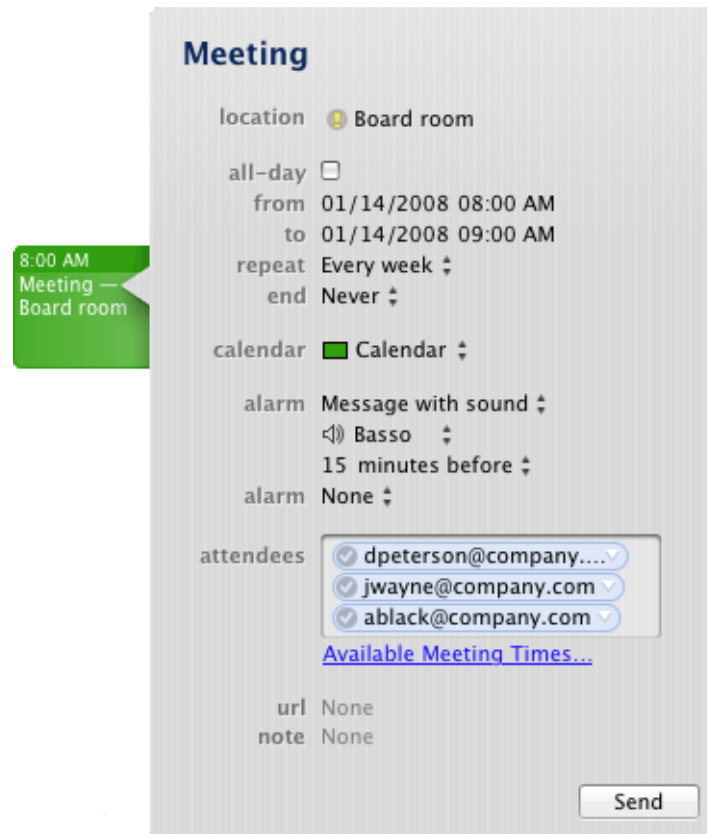 Meeting
location Board room
all-day
from 01/14/2008 08:00 AM
to 01/14/2008 09:00 AM
repeat Every week
end Never
calendar Calendar
alarm Message with sound
Basso
15 minutes before
alarm None
attendees dpeterson@company....
jwayne@company.com
ablack@company.com
Available Meeting Times...
url None
note None
Send
8:00 AM
Meeting —
Board room